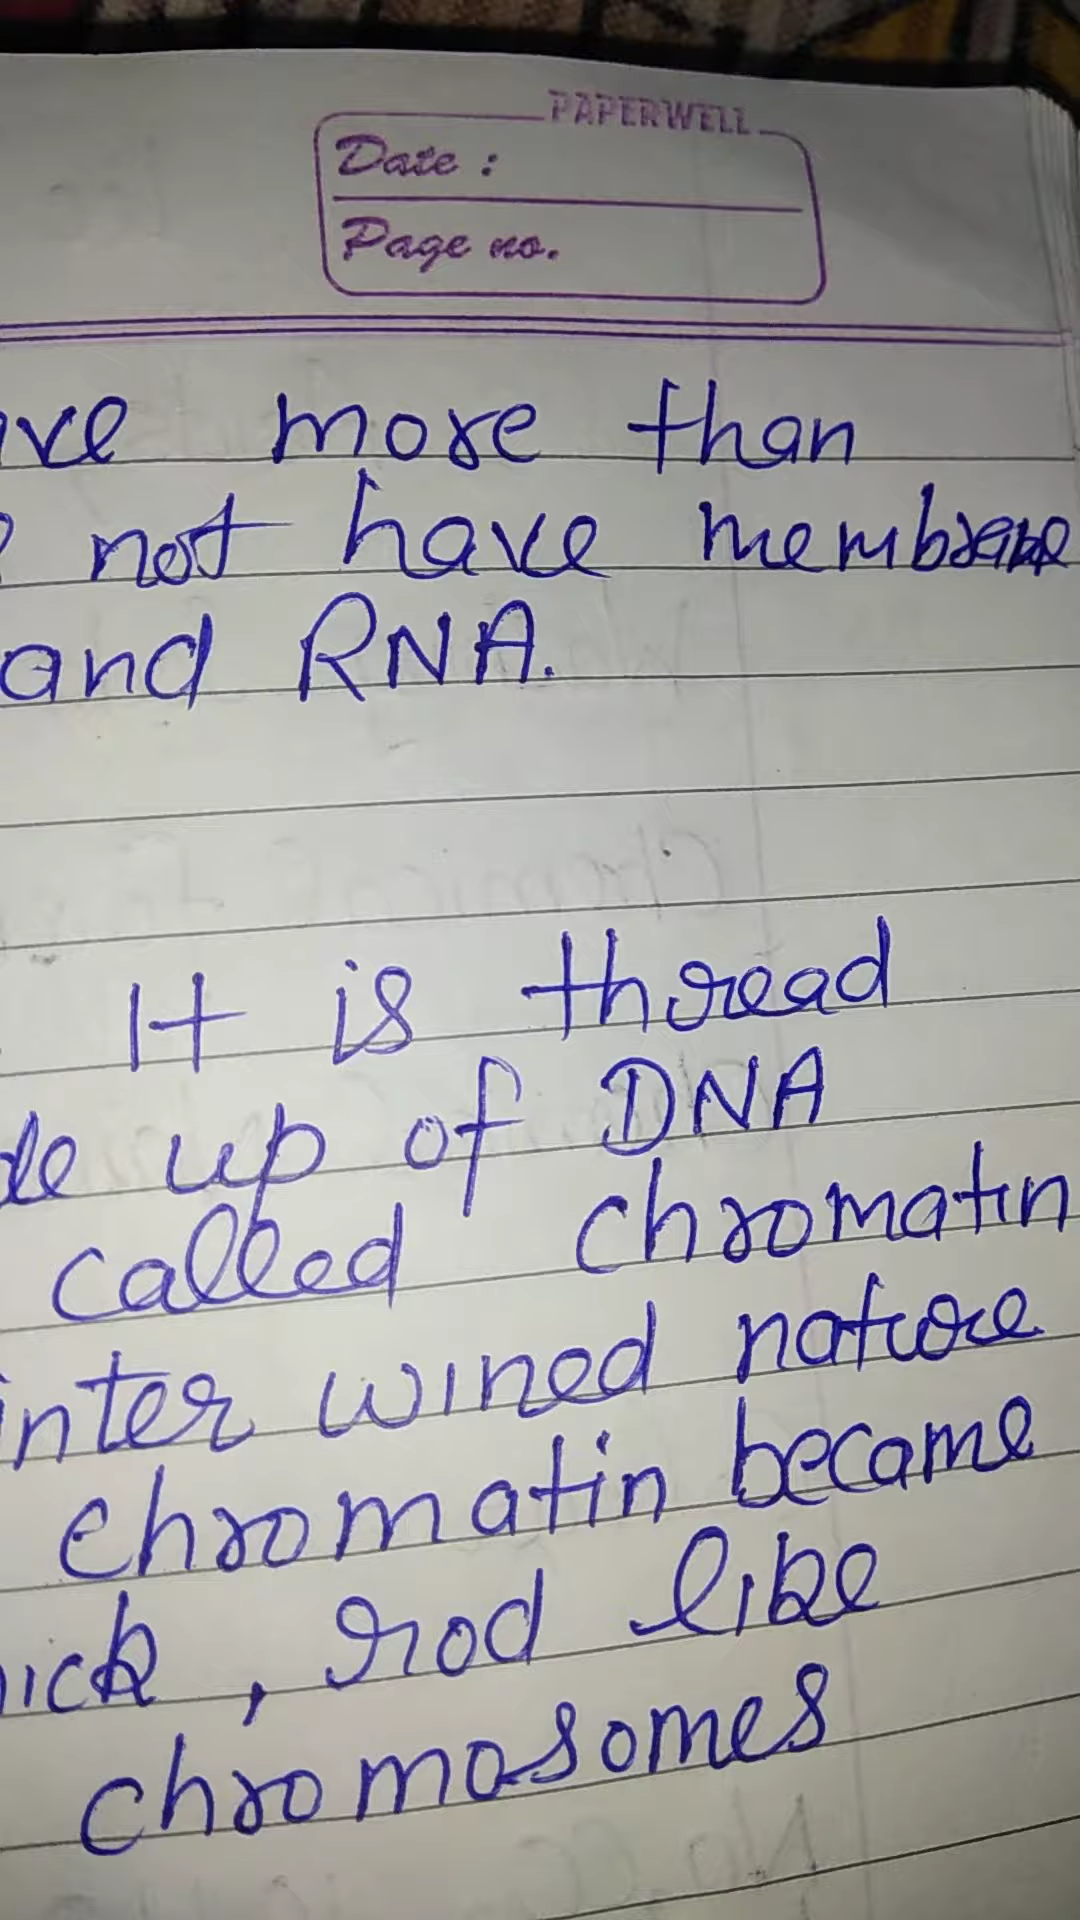 PAPERWELL
Date :
Page no.
ve more than
not have membrane
and RNA.
It is thread
de up of DNA
called chromatin
inter wined nature
chromatin became
ick, rod like
chromosomes